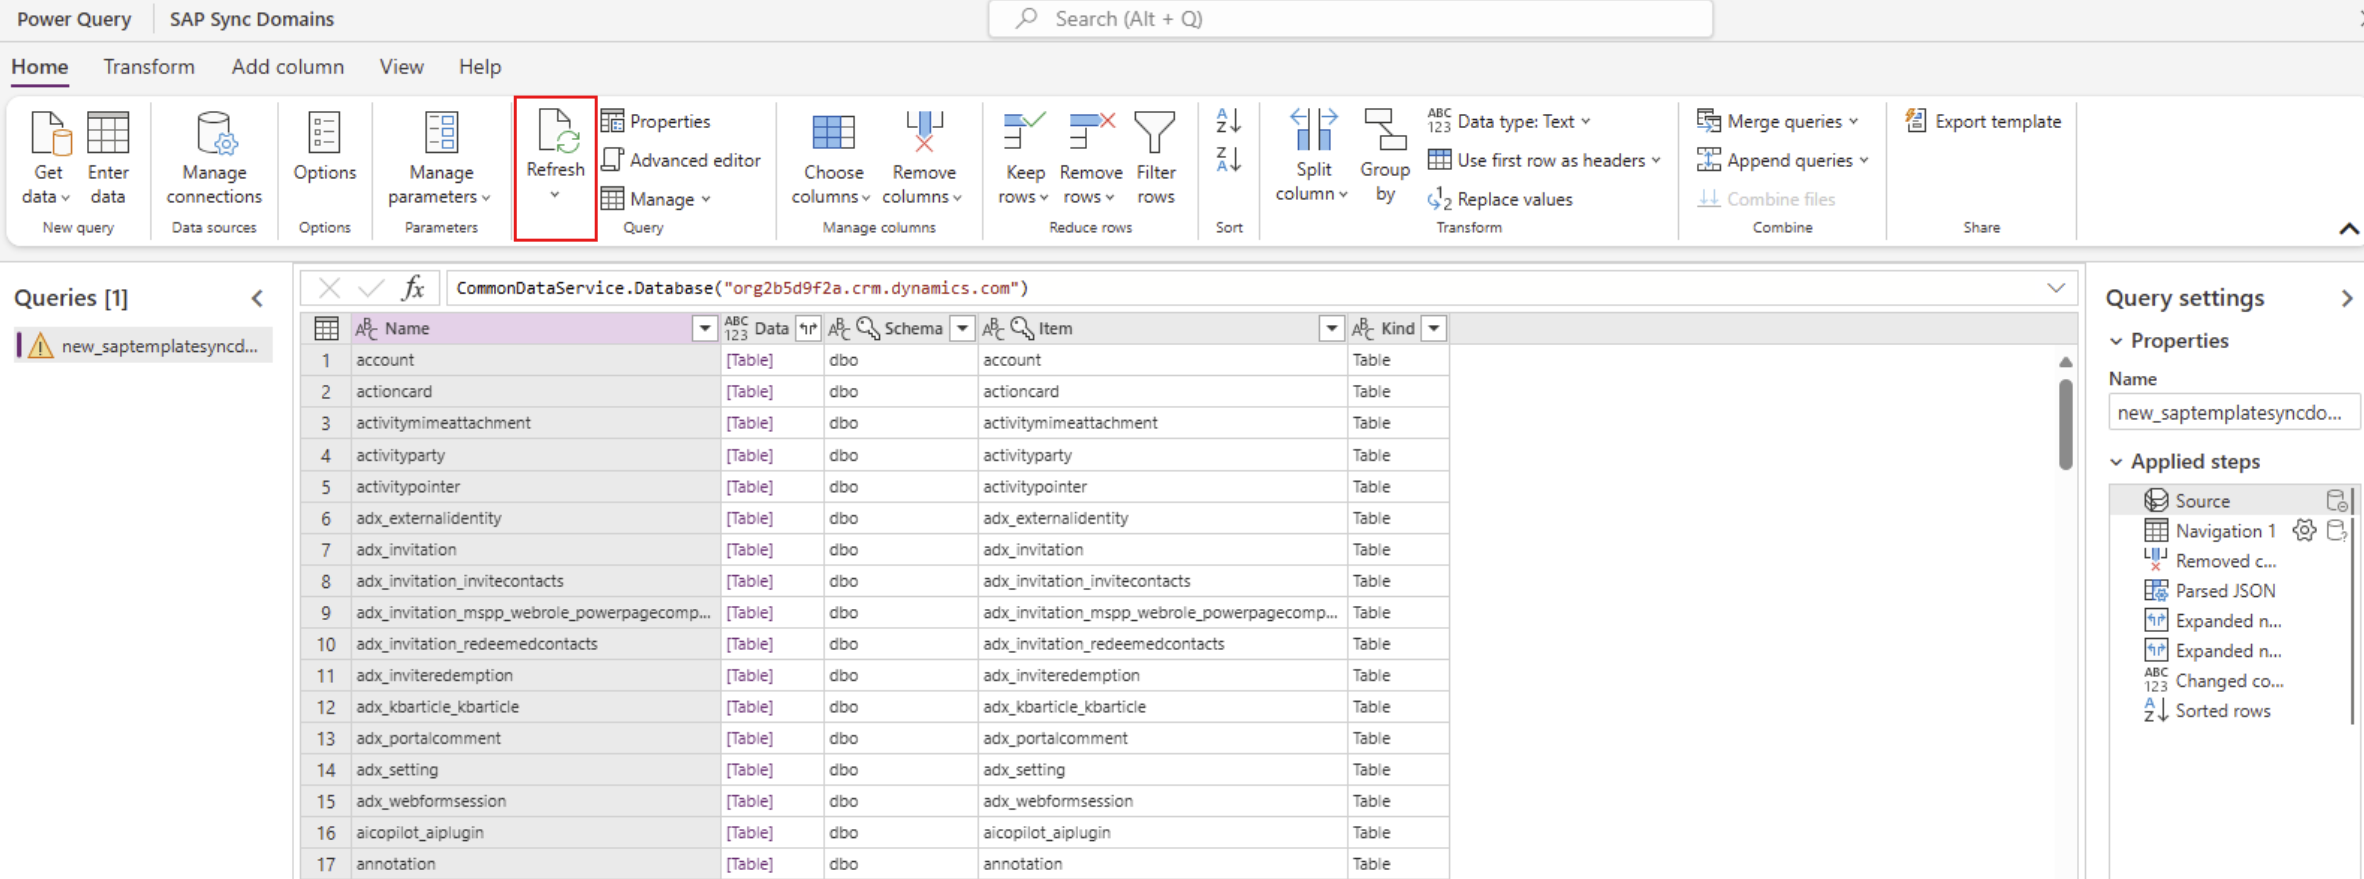 Power Query SAP Sync Domains Search (Alt + Q)
Home Transform Add column View Help
Get data Enter data New query
Manage connections Data sources
Options Options
Manage parameters Parameters
Refresh Properties Advanced editor Manage Query
Choose columns Remove columns Manage columns
Keep rows Remove rows Filter rows Reduce rows
Sort
Split column Group by Data type: Text Use first row as headers Replace values Transform
Merge queries Append queries Combine files Combine
Export template Share
Queries [1]
new_saptemplatesyncd...
fx CommonDataService.Database("org2b5d9f2a.crm.dynamics.com")
Name Data Schema Item Kind
1 account [Table] dbo account Table
2 actioncard [Table] dbo actioncard Table
3 activitymimeattachment [Table] dbo activitymimeattachment Table
4 activityparty [Table] dbo activityparty Table
5 activitypointer [Table] dbo activitypointer Table
6 adx_externalidentity [Table] dbo adx_externalidentity Table
7 adx_invitation [Table] dbo adx_invitation Table
8 adx_invitation_invitecontacts [Table] dbo adx_invitation_invitecontacts Table
9 adx_invitation_mspp_webrole_powerpagecomp... [Table] dbo adx_invitation_mspp_webrole_powerpagecomp... Table
10 adx_invitation_redeemedcontacts [Table] dbo adx_invitation_redeemedcontacts Table
11 adx_inviteredemption [Table] dbo adx_inviteredemption Table
12 adx_kbarticle_kbarticle [Table] dbo adx_kbarticle_kbarticle Table
13 adx_portalcomment [Table] dbo adx_portalcomment Table
14 adx_setting [Table] dbo adx_setting Table
15 adx_webformsession [Table] dbo adx_webformsession Table
16 aicopilot_aiplugin [Table] dbo aicopilot_aiplugin Table
17 annotation [Table] dbo annotation Table
Query settings
Properties
Name
new_saptemplatesyncdo...
Applied steps
Source
Navigation 1
Removed c...
Parsed JSON
Expanded n...
Expanded n...
Changed co...
Sorted rows